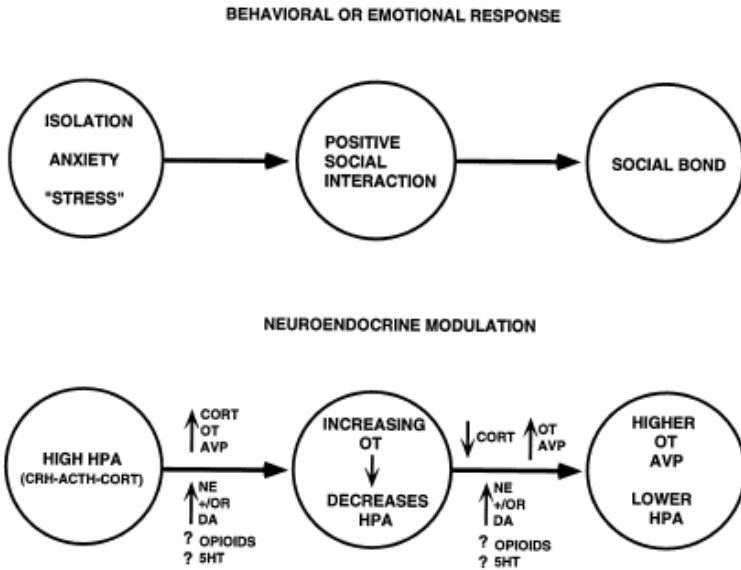 BEHAVIORAL OR EMOTIONAL RESPONSE
ISOLATION
ANXIETY
"STRESS"
POSITIVE
SOCIAL
INTERACTION
SOCIAL BOND
NEUROENDOCRINE MODULATION
HIGH HPA
(CRH-ACTH-CORT)
CORT
OT
AVP
NE
+/OR
DA
? OPIOIDS
? 5HT
INCREASING
OT
DECREASES
HPA
CORT
OT
AVP
NE
+/OR
DA
? OPIOIDS
? 5HT
HIGHER
OT
AVP
LOWER
HPA